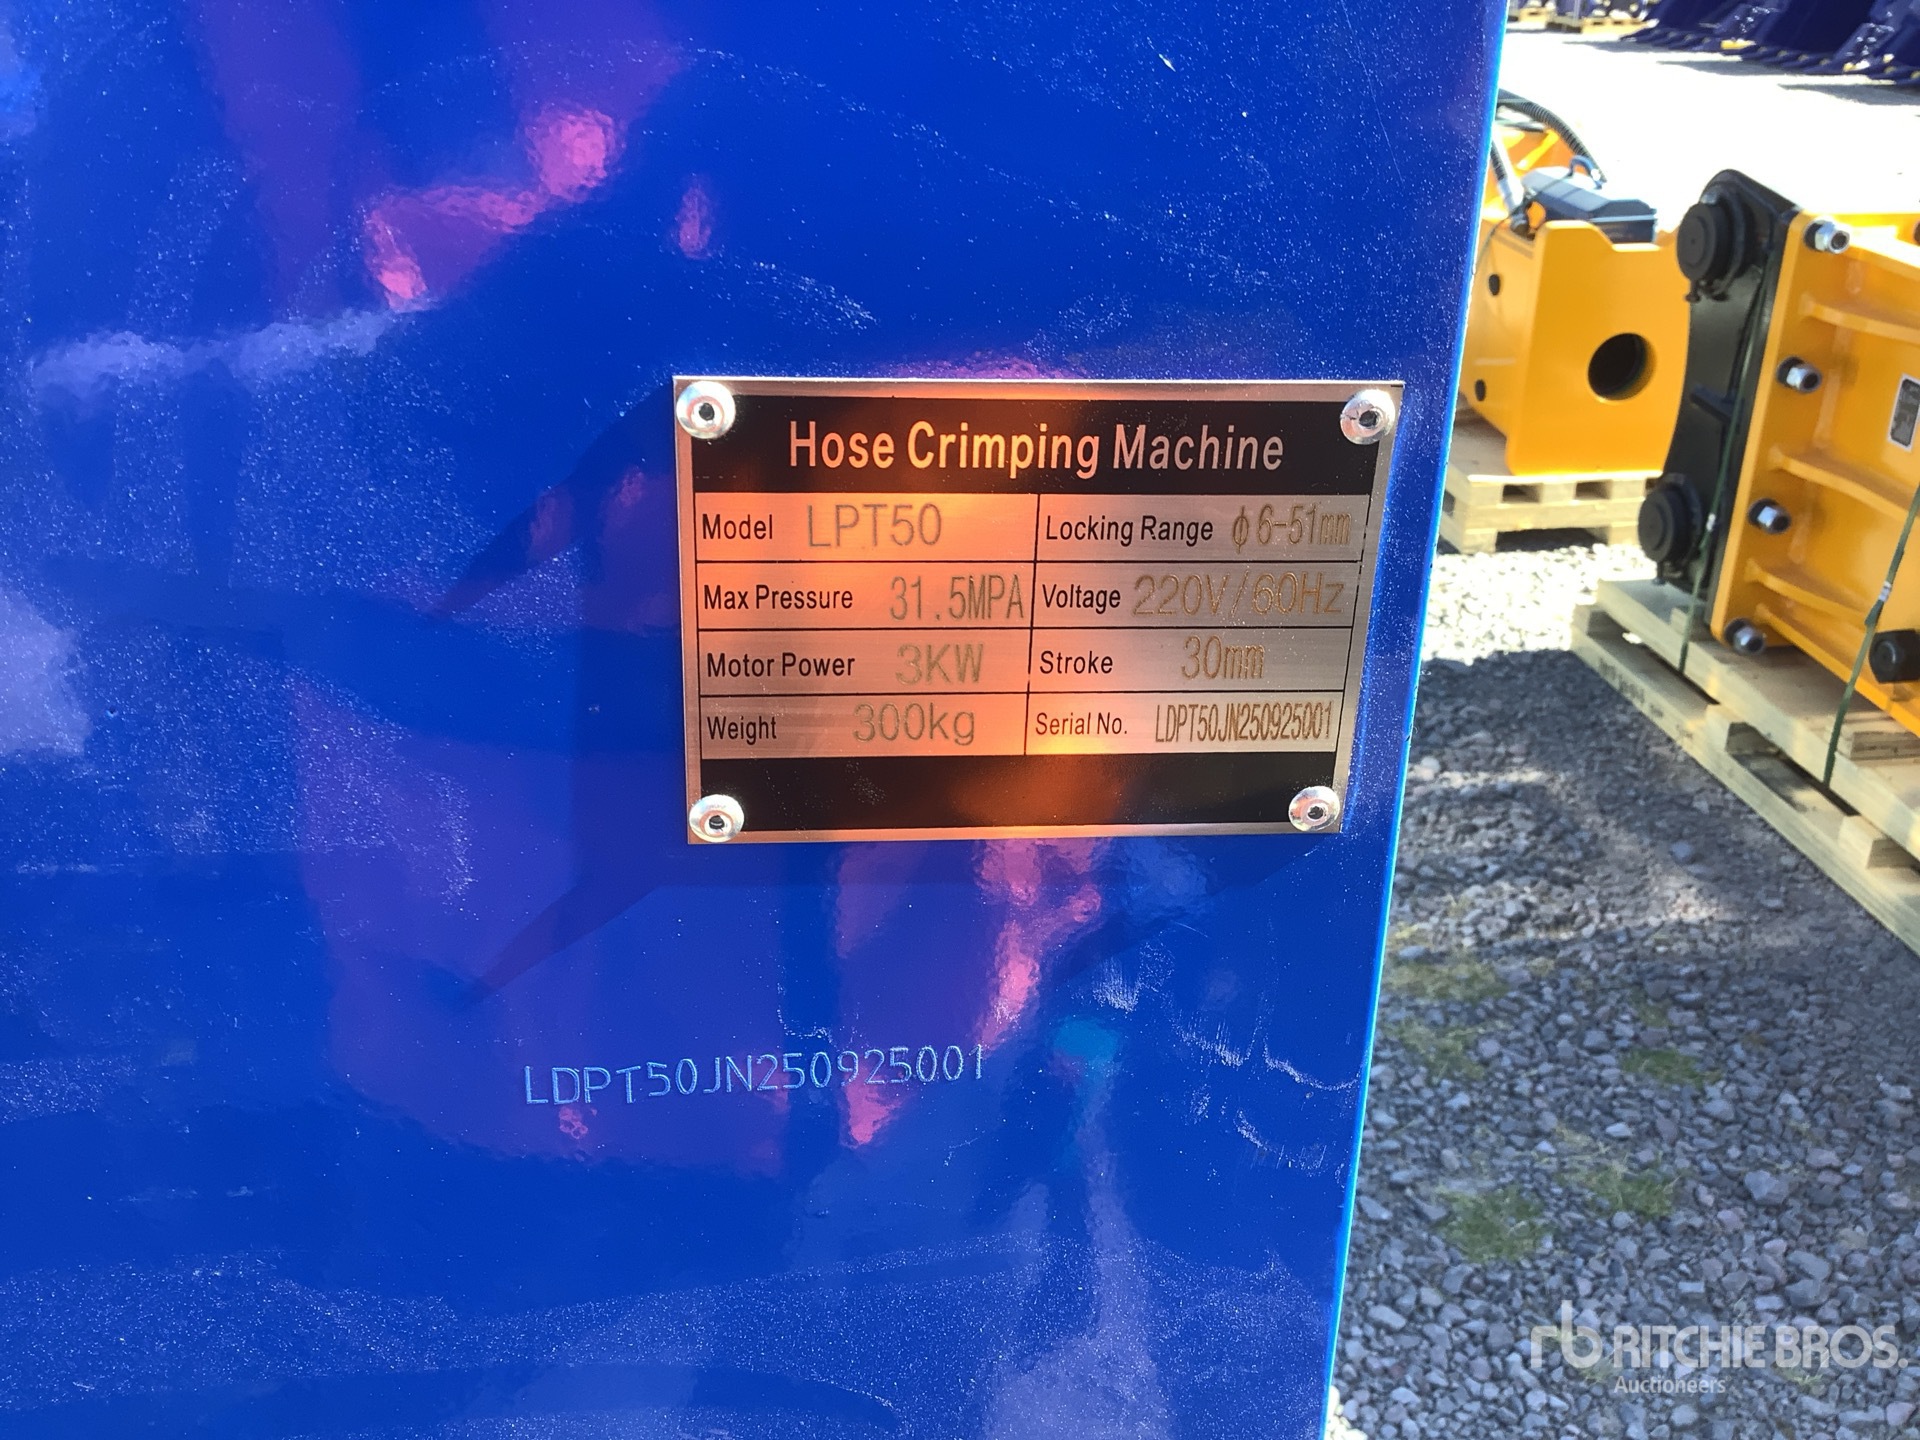 Hose Crimping Machine
Model LPT50 Locking Range ϕ6-51mm
Max Pressure 31.5MPA Voltage 220V/60Hz
Motor Power 3KW Stroke 30mm
Weight 300kg Serial No. LDPT50JN250925001
LDPT50JN250925001
rb RITCHIE BROS.
Auctioneers